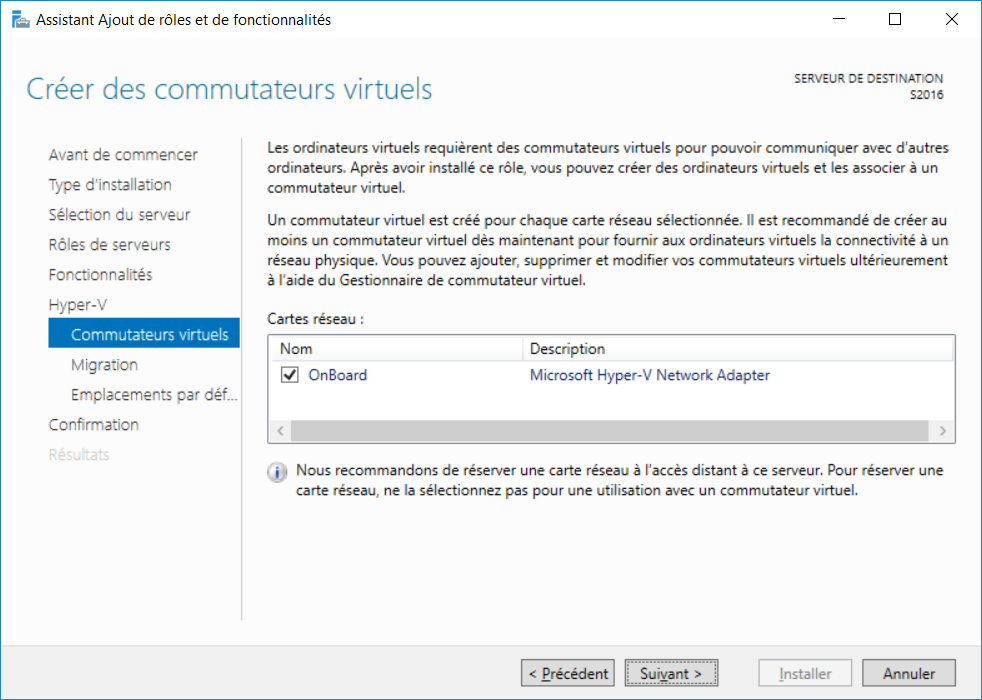 Assistant Ajout de rôles et de fonctionnalités
Créer des commutateurs virtuels
SERVEUR DE DESTINATION
S2016
Avant de commencer
Type d'installation
Sélection du serveur
Rôles de serveurs
Fonctionnalités
Hyper-V
Commutateurs virtuels
Migration
Emplacements par déf...
Confirmation
Résultats
Les ordinateurs virtuels requièrent des commutateurs virtuels pour pouvoir communiquer avec d'autres
ordinateurs. Après avoir installé ce rôle, vous pouvez créer des ordinateurs virtuels et les associer à un
commutateur virtuel.
Un commutateur virtuel est créé pour chaque carte réseau sélectionnée. Il est recommandé de créer au
moins un commutateur virtuel dès maintenant pour fournir aux ordinateurs virtuels la connectivité à un
réseau physique. Vous pouvez ajouter, supprimer et modifier vos commutateurs virtuels ultérieurement
à l'aide du Gestionnaire de commutateur virtuel.
Cartes réseau :
Nom Description
OnBoard Microsoft Hyper-V Network Adapter
Nous recommandons de réserver une carte réseau à l'accès distant à ce serveur. Pour réserver une
carte réseau, ne la sélectionnez pas pour une utilisation avec un commutateur virtuel.
< Précédent Suivant > Installer Annuler